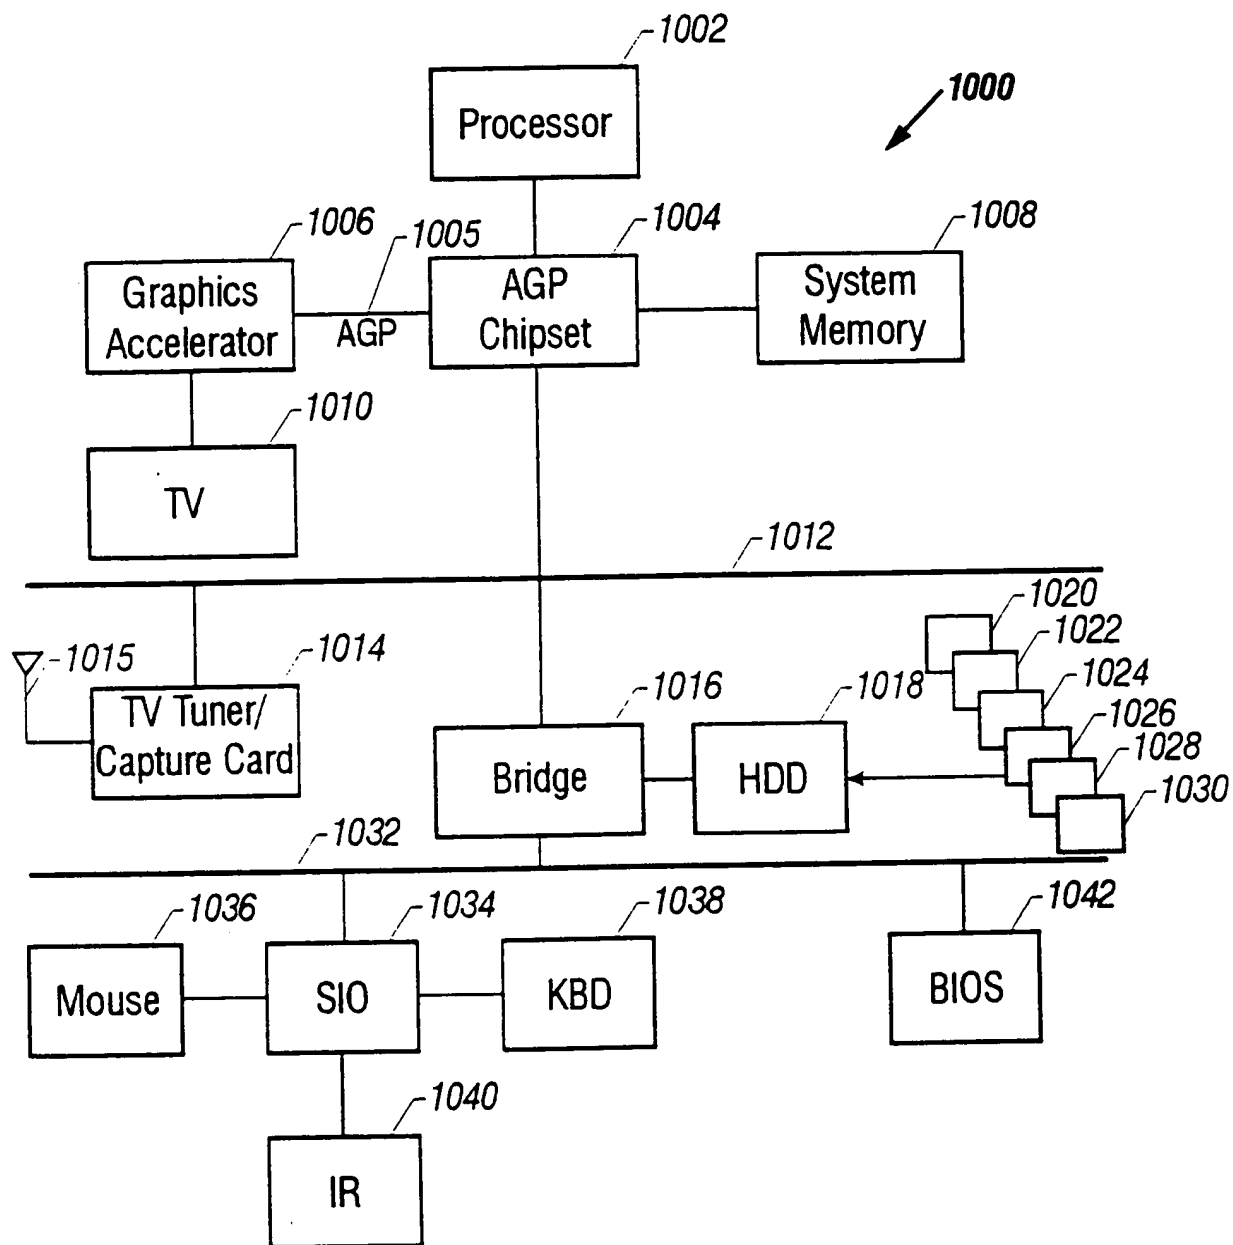 1002
1000
Processor
1006
1005
1004
1008
Graphics
Accelerator
AGP
AGP
Chipset
System
Memory
1010
TV
1012
1020
1015
1014
1022
1016
1018
1024
TV Tuner/
Capture Card
1026
Bridge
HDD
1028
1030
1032
1036
1034
1038
1042
Mouse
SIO
KBD
BIOS
1040
IR